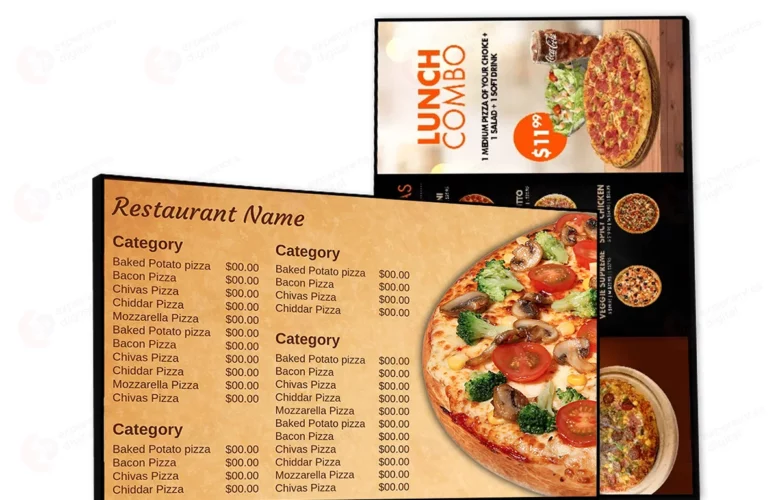 LUNCH
COMBO
1 MEDIUM PIZZA OF YOUR CHOICE+
1 SALAD + 1 SOFT DRINK
$11.99
Coca-Cola
SPICY CHICKEN
VEGGIE SUPREME
Restaurant Name
Category
Baked Potato pizza $00.00
Bacon Pizza $00.00
Chivas Pizza $00.00
Chiddar Pizza $00.00
Mozzarella Pizza $00.00
Baked Potato pizza $00.00
Bacon Pizza $00.00
Chivas Pizza $00.00
Chiddar Pizza $00.00
Mozzarella Pizza $00.00
Chivas Pizza $00.00
Category
Baked Potato pizza $00.00
Bacon Pizza $00.00
Chivas Pizza $00.00
Chiddar Pizza $00.00
Category
Baked Potato pizza $00.00
Bacon Pizza $00.00
Chivas Pizza $00.00
Chiddar Pizza $00.00
Category
Baked Potato pizza $00.00
Bacon Pizza $00.00
Chivas Pizza $00.00
Chiddar Pizza $00.00
Mozzarella Pizza $00.00
Baked Potato pizza $00.00
Bacon Pizza $00.00
Chivas Pizza $00.00
Chiddar Pizza $00.00
Mozzarella Pizza $00.00
Chivas Pizza $00.00